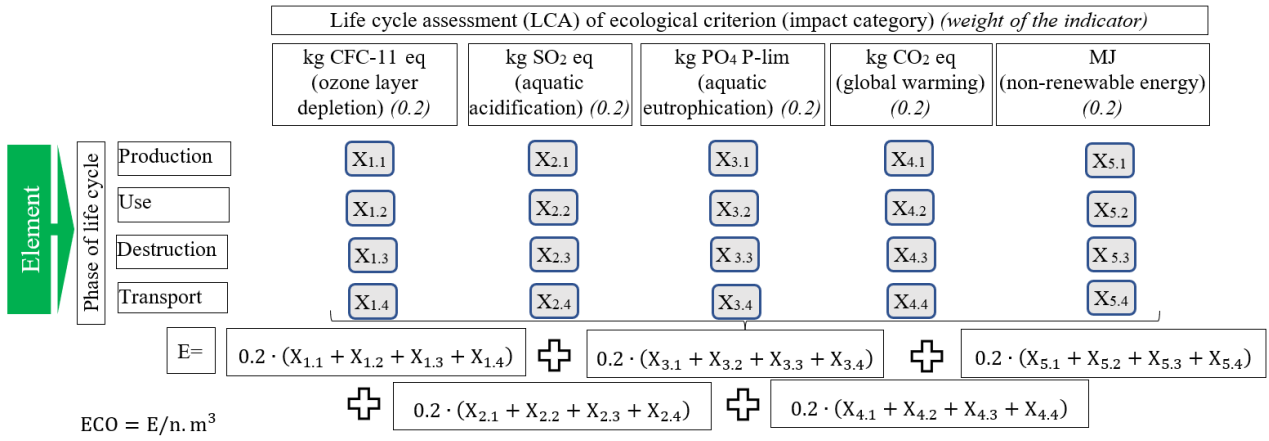 Life cycle assessment (LCA) of ecological criterion (impact category) (weight of the indicator)
kg CFC-11 eq
(ozone layer
depletion) (0.2)
kg SO₂ eq
(aquatic
acidification) (0.2)
kg PO₄ P-lim
(aquatic
eutrophication) (0.2)
kg CO₂ eq
(global warming)
(0.2)
MJ
(non-renewable energy)
(0.2)
Element
Phase of life cycle
Production
X₁.₁
X₂.₁
X₃.₁
X₄.₁
X₅.₁
Use
X₁.₂
X₂.₂
X₃.₂
X₄.₂
X₅.₂
Destruction
X₁.₃
X₂.₃
X ₃.₃
X₄.₃
X ₅.₃
Transport
X₁.₄
X₂.₄
X₃.₄
X₄.₄
X₅.₄
E=
0.2 · (X₁.₁ + X₁.₂ + X₁.₃ + X₁.₄)
0.2 · (X₃.₁ + X₃.₂ + X₃.₃ + X₃.₄)
0.2 · (X₅.₁ + X₅.₂ + X₅.₃ + X₅.₄)
0.2 · (X₂.₁ + X₂.₂ + X₂.₃ + X₂.₄)
0.2 · (X₄.₁ + X₄.₂ + X₄.₃ + X₄.₄)
ECO = E/n. m³